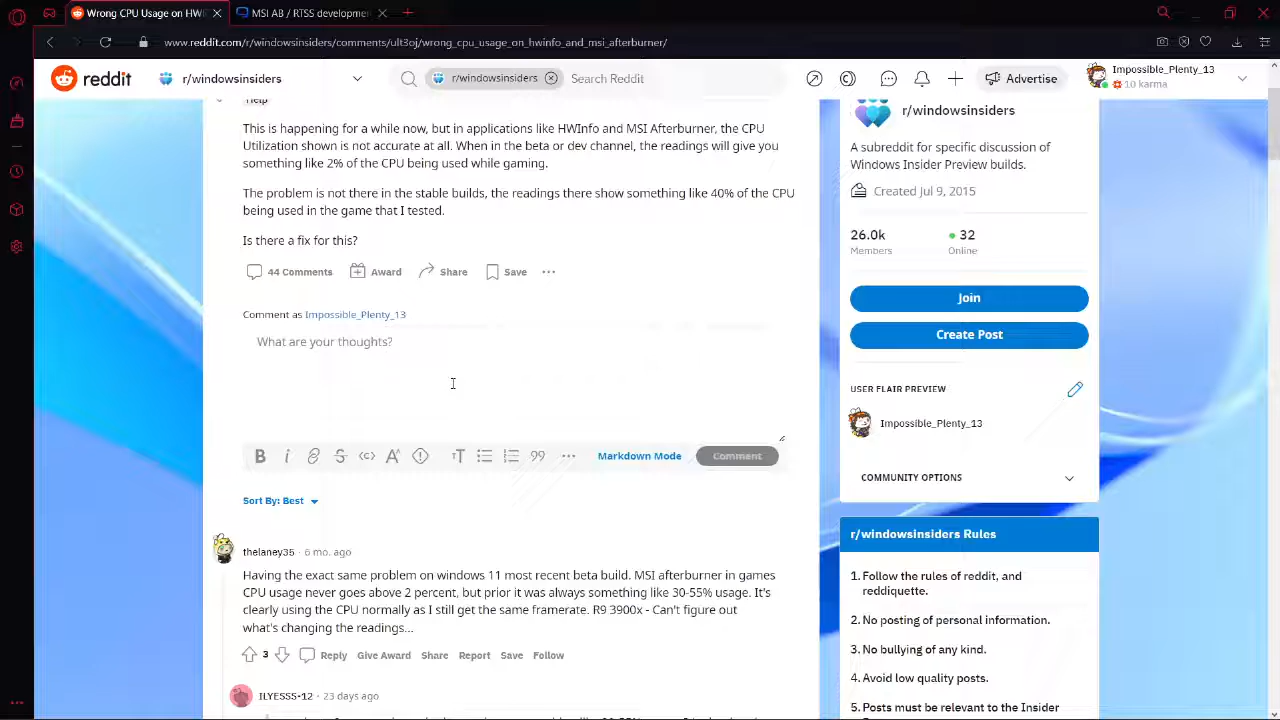 Wrong CPU Usage on HWi
MSI AB / RTSS developmen
www.reddit.com/r/windowsinsiders/comments/ult3oj/wrong_cpu_usage_on_hwinfo_and_msi_afterburner/
reddit
r/windowsinsiders
r/windowsinsiders
Search Reddit
Advertise
Impossible_Plenty_13
10 karma
Help
This is happening for a while now, but in applications like HWInfo and MSI Afterburner, the CPU
Utilization shown is not accurate at all. When in the beta or dev channel, the readings will give you
something like 2% of the CPU being used while gaming.
The problem is not there in the stable builds, the readings there show something like 40% of the CPU
being used in the game that I tested.
Is there a fix for this?
44 Comments
Award
Share
Save
Comment as Impossible_Plenty_13
What are your thoughts?
Markdown Mode
Comment
Sort By: Best
thelaney35 · 6 mo. ago
Having the exact same problem on windows 11 most recent beta build. MSI afterburner in games
CPU usage never goes above 2 percent, but prior it was always something like 30-55% usage. It's
clearly using the CPU normally as I still get the same framerate. R9 3900x - Can't figure out
what's changing the readings...
3
Reply
Give Award
Share
Report
Save
Follow
ILYESSS-12 · 23 days ago
r/windowsinsiders
A subreddit for specific discussion of
Windows Insider Preview builds.
Created Jul 9, 2015
26.0k
Members
32
Online
Join
Create Post
USER FLAIR PREVIEW
Impossible_Plenty_13
COMMUNITY OPTIONS
r/windowsinsiders Rules
1. Follow the rules of reddit, and
reddiquette.
2. No posting of personal information.
3. No bullying of any kind.
4. Avoid low quality posts.
5. Posts must be relevant to the Insider